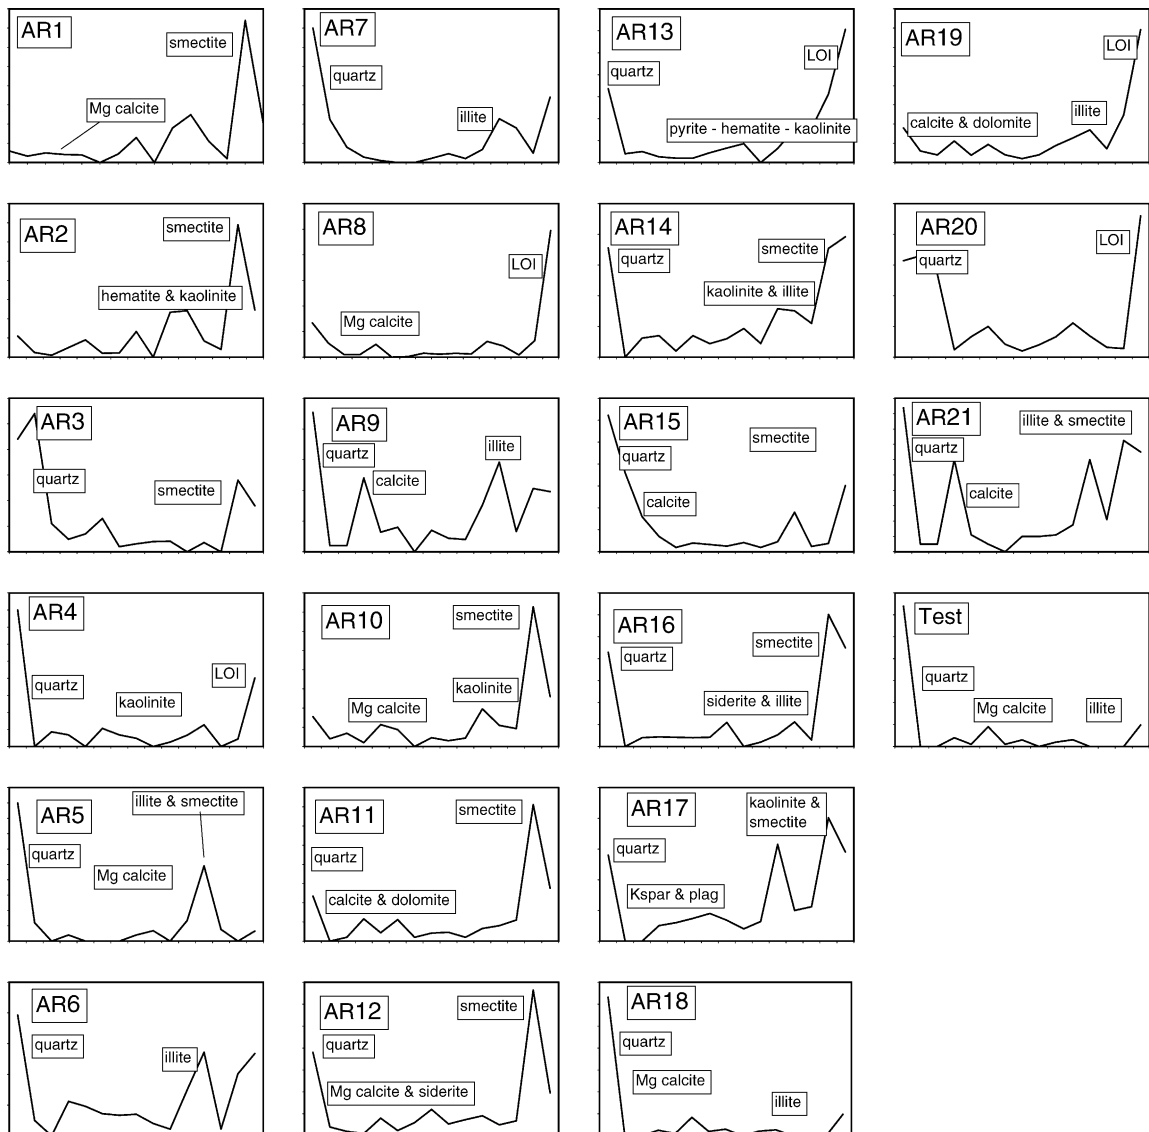 AR1
smectite
Mg calcite
AR7
quartz
illite
AR13
LOI
quartz
pyrite - hematite - kaolinite
AR19
LOI
illite
calcite & dolomite
AR2
smectite
hematite & kaolinite
AR8
LOI
Mg calcite
AR14
smectite
quartz
kaolinite & illite
AR20
LOI
quartz
AR3
quartz
smectite
AR9
illite
quartz
calcite
AR15
smectite
quartz
calcite
AR21
illite & smectite
quartz
calcite
AR4
LOI
quartz
kaolinite
AR10
smectite
kaolinite
Mg calcite
AR16
smectite
quartz
siderite & illite
Test
quartz
Mg calcite
illite
AR5
illite & smectite
quartz
Mg calcite
AR11
smectite
quartz
calcite & dolomite
AR17
kaolinite &
smectite
quartz
Kspar & plag
AR6
quartz
illite
AR12
smectite
quartz
Mg calcite & siderite
AR18
quartz
Mg calcite
illite